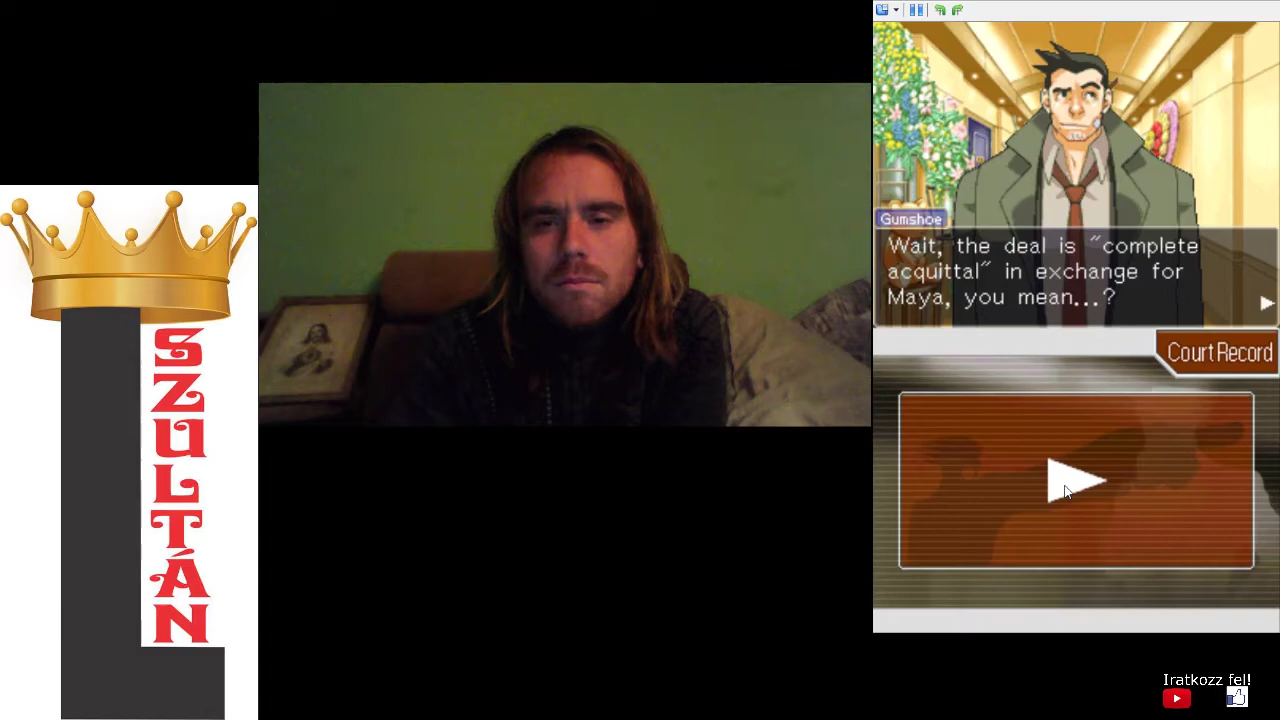 L
SZULTÁN
Gumshoe
Wait, the deal is "complete
acquittal" in exchange for
Maya, you mean...?
Court Record
Iratkozz fel!